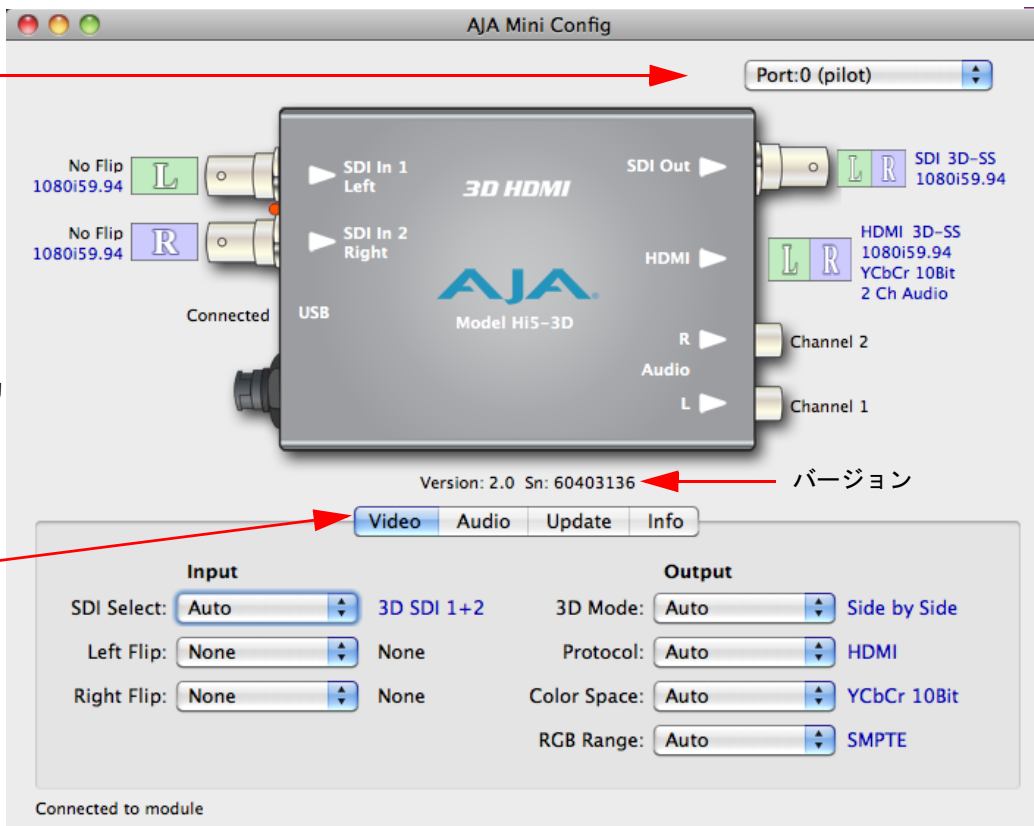 AJA Mini Config
Port:0 (pilot)
No Flip
1080i59.94
L
SDI In 1
Left
3D HDMI
SDI Out
L R
SDI 3D-SS
1080i59.94
No Flip
1080i59.94
R
SDI In 2
Right
HDMI
L R
HDMI 3D-SS
1080i59.94
YCbCr 10Bit
2 Ch Audio
Connected
USB
AJA
Model Hi5-3D
R
Channel 2
Audio
L
Channel 1
Version: 2.0 Sn: 60403136
バージョン
Video Audio Update Info
Input
Output
SDI Select: Auto 3D SDI 1+2
3D Mode: Auto Side by Side
Left Flip: None None
Protocol: Auto HDMI
Right Flip: None None
Color Space: Auto YCbCr 10Bit
RGB Range: Auto SMPTE
Connected to module